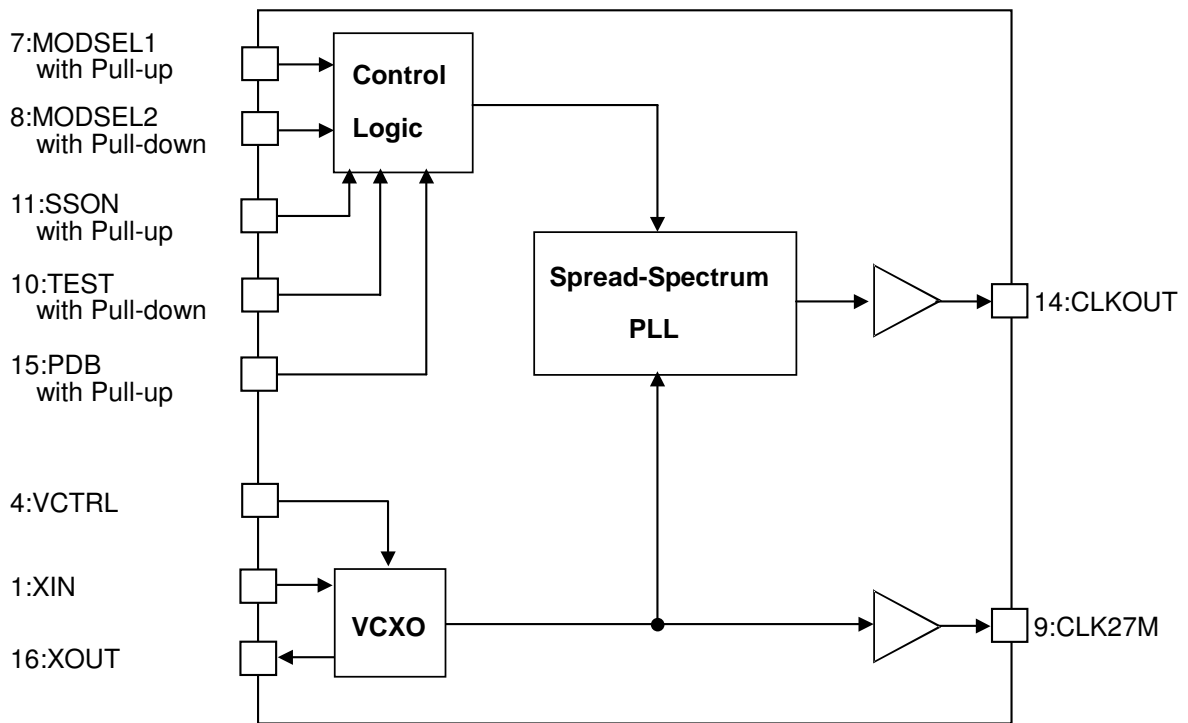 7:MODSEL1
with Pull-up
8:MODSEL2
with Pull-down
11:SSON
with Pull-up
10:TEST
with Pull-down
15:PDB
with Pull-up
4:VCTRL
1:XIN
16:XOUT
Control
Logic
Spread-Spectrum
PLL
VCXO
14:CLKOUT
9:CLK27M